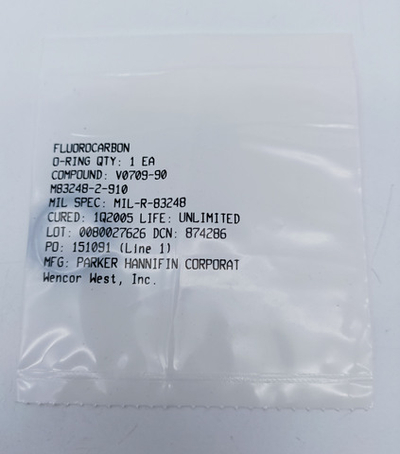 FLUOROCARBON
O-RING QTY: 1 EA
COMPOUND: V0709-90
M83248-2-910
MIL SPEC: MIL-R-83248
CURED: 1Q2005 LIFE: UNLIMITED
LOT: 0080027626 DCN: 874286
PO: 151091 (Line 1)
MFG: PARKER HANNIFIN CORPORAT
Wencor West, Inc.